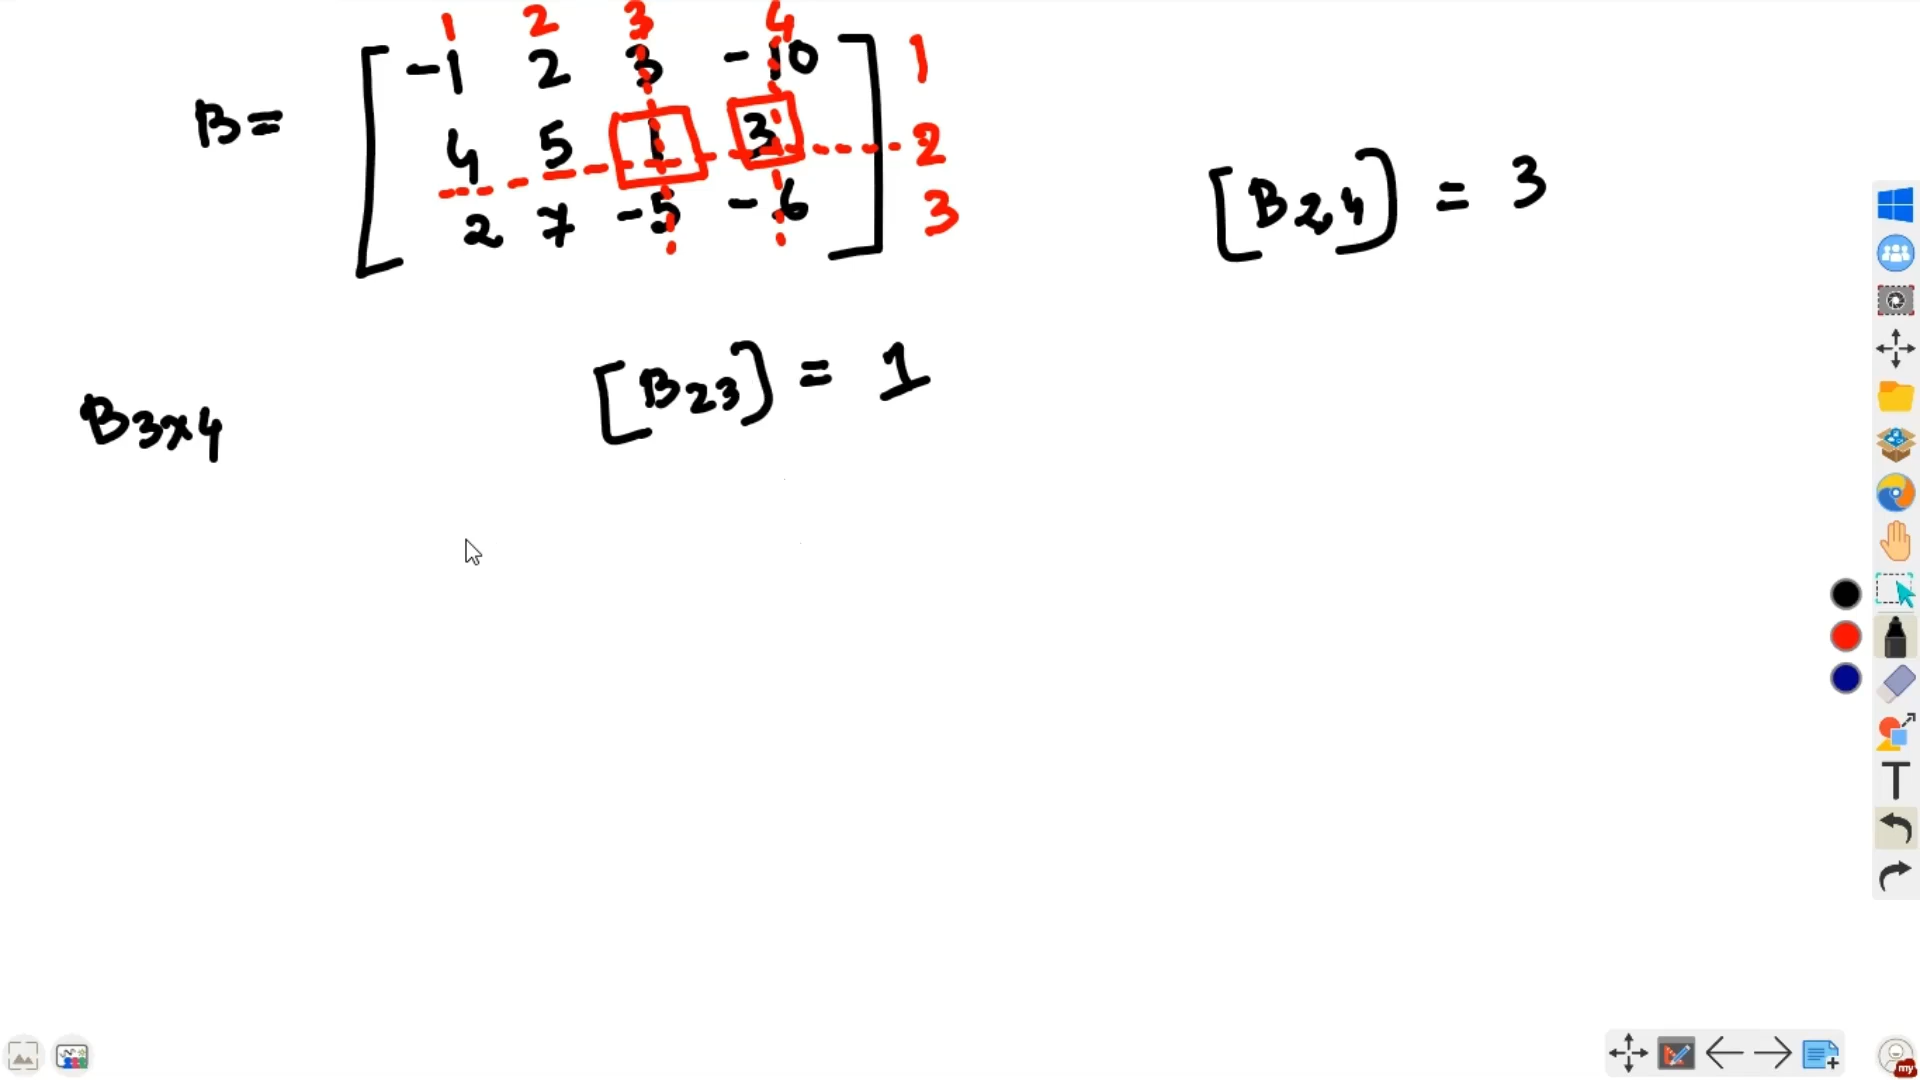 1 2 3 4
B= [ -1 2 3 -10 ] 1
4 5 1 3 2
2 7 -5 -6 3
[B24] = 3
[B23] = 1
B3x4
T
my